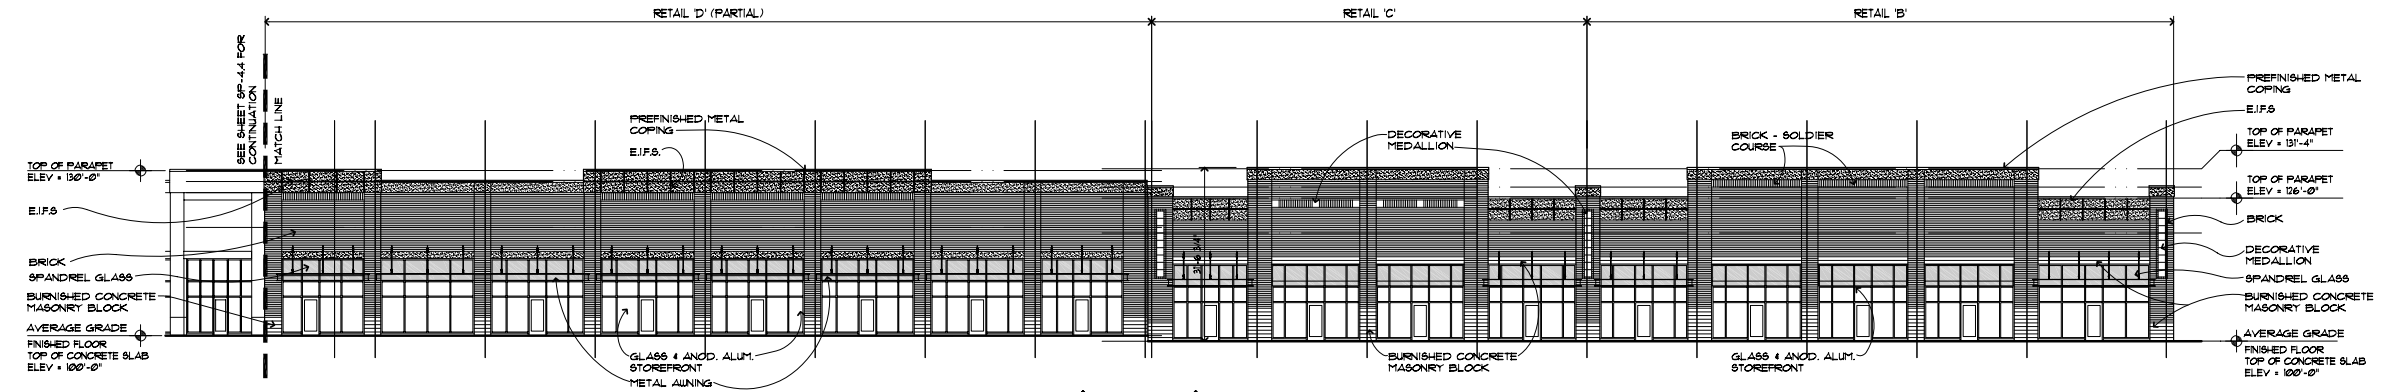 RETAIL 'D' (PARTIAL)
RETAIL 'C'
RETAIL 'B'
SEE SHEET SP-4.4 FOR
CONTINUATION
MATCH LINE
TOP OF PARAPET
ELEV = 130'-0"
E.I.F.S
BRICK
SPANDREL GLASS
BURNISHED CONCRETE
MASONRY BLOCK
AVERAGE GRADE
FINISHED FLOOR
TOP OF CONCRETE SLAB
ELEV = 100'-0"
PREFINISHED METAL
COPING
E.I.F.S.
GLASS & ANOD. ALUM.
STOREFRONT
METAL AWNING
31'-6 3/4"
DECORATIVE
MEDALLION
BURNISHED CONCRETE
MASONRY BLOCK
BRICK - SOLDIER
COURSE
GLASS & ANOD. ALUM.
STOREFRONT
PREFINISHED METAL
COPING
E.I.F.S
TOP OF PARAPET
ELEV = 131'-4"
TOP OF PARAPET
ELEV = 126'-0"
BRICK
DECORATIVE
MEDALLION
SPANDREL GLASS
BURNISHED CONCRETE
MASONRY BLOCK
AVERAGE GRADE
FINISHED FLOOR
TOP OF CONCRETE SLAB
ELEV = 100'-0"